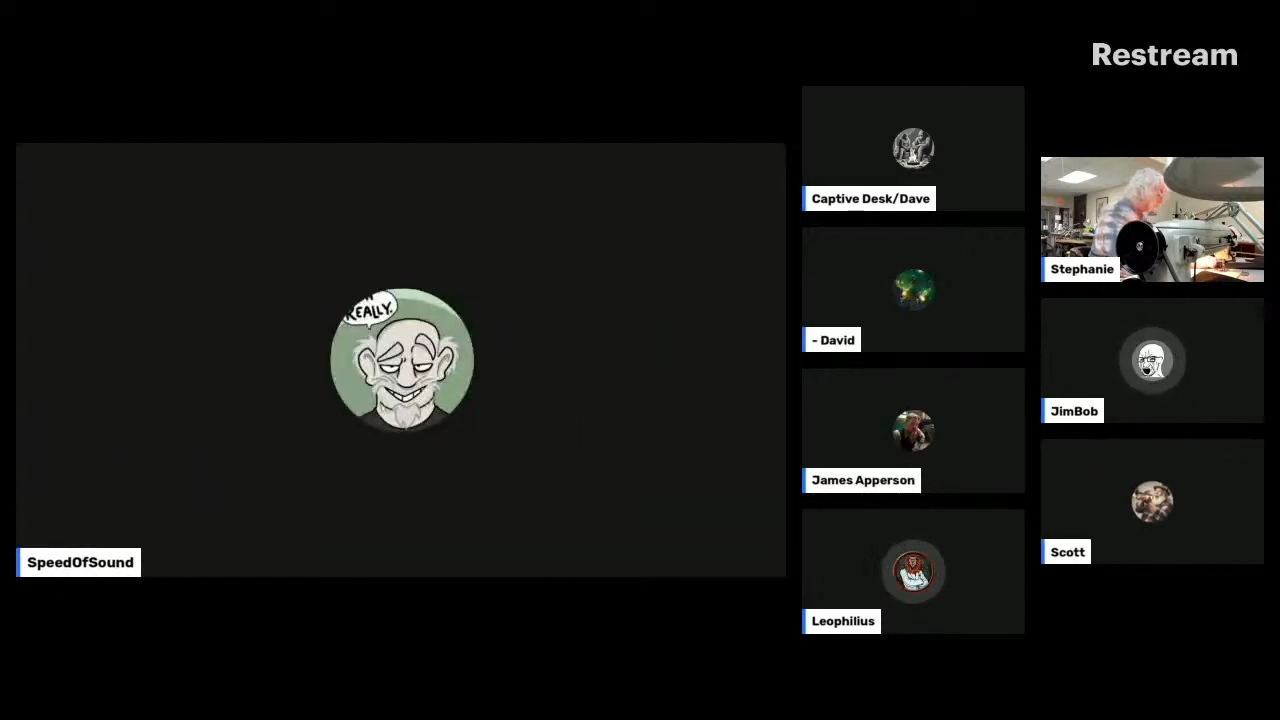 Restream
REALLY.
SpeedOfSound
Captive Desk/Dave
- David
James Apperson
Leophilius
Stephanie
JimBob
Scott